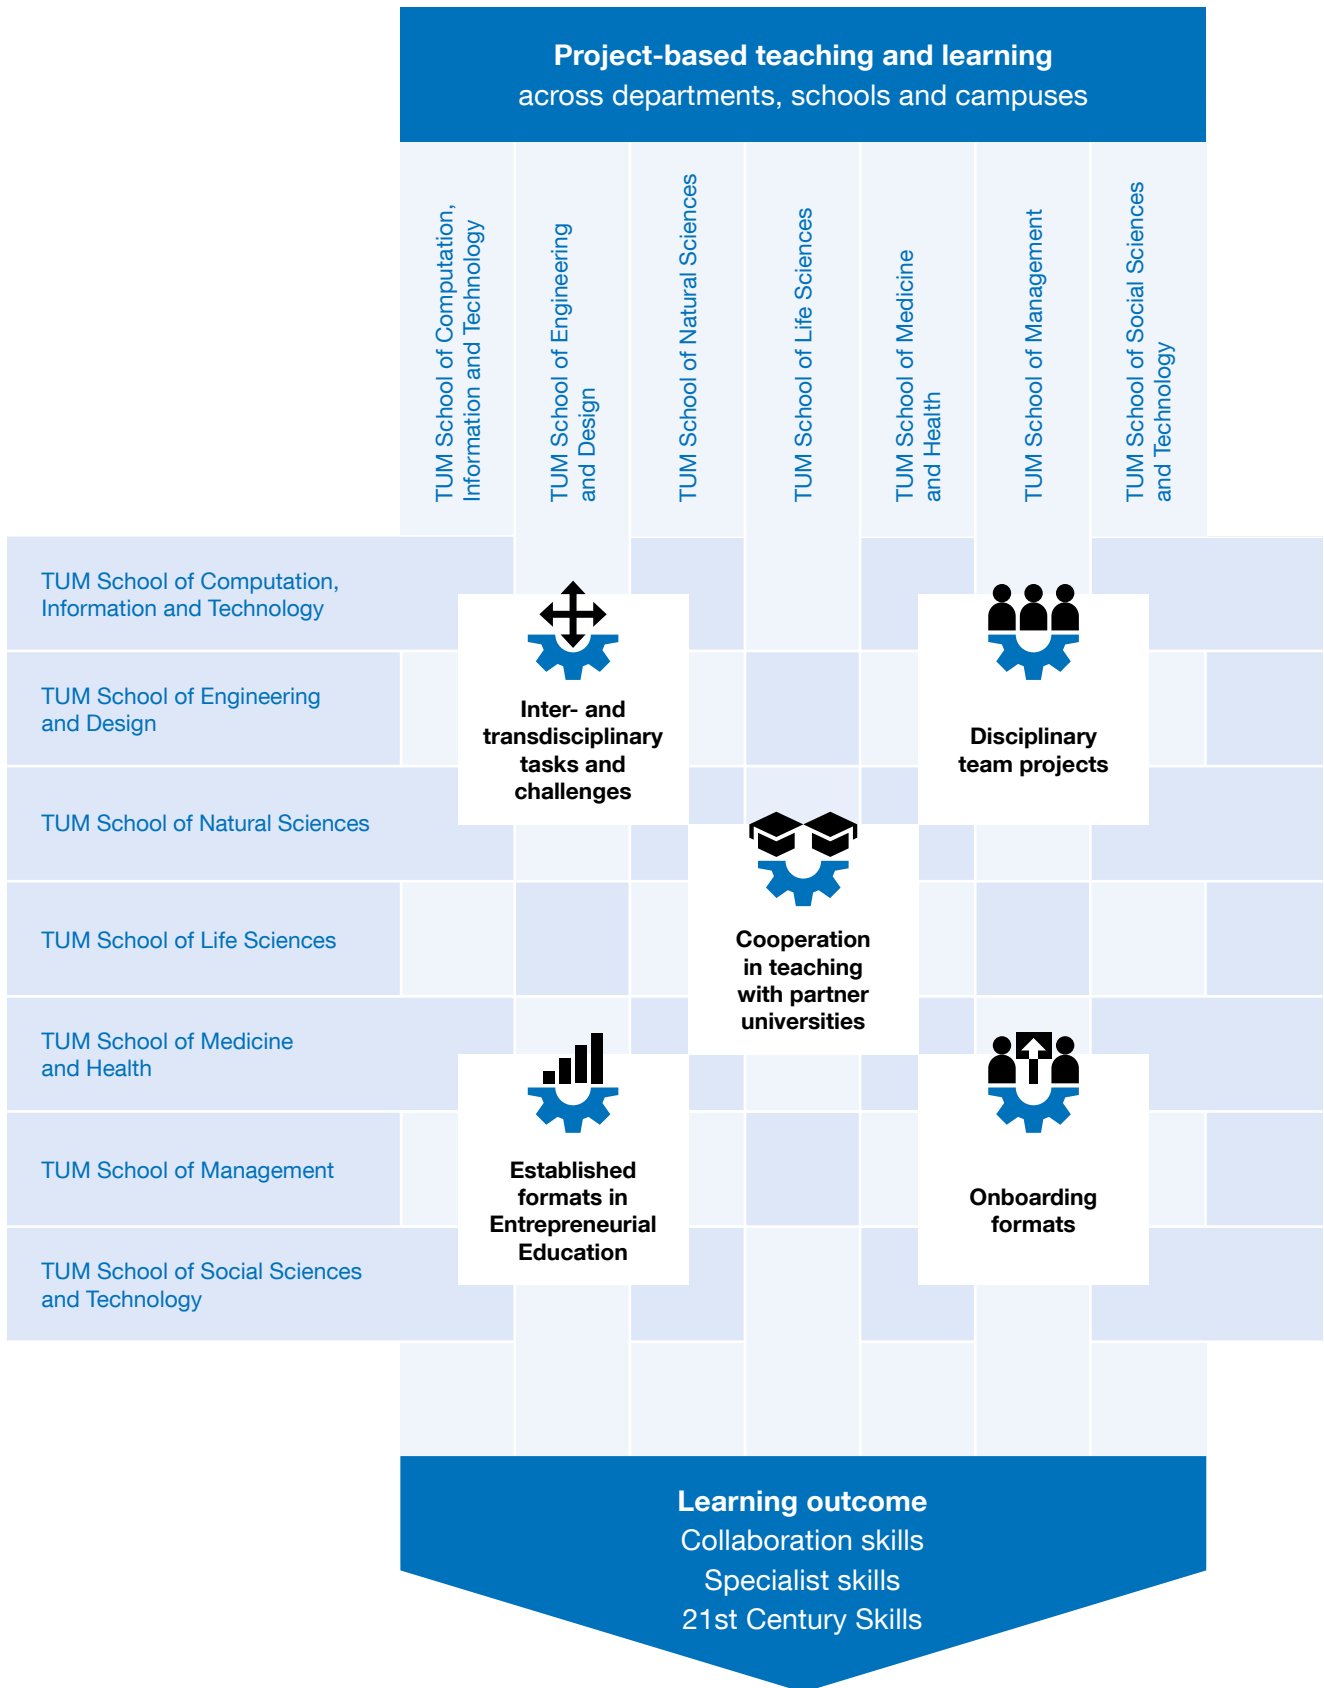 Project-based teaching and learning
across departments, schools and campuses
TUM School of Computation,
Information and Technology
TUM School of Engineering
and Design
TUM School of Natural Sciences
TUM School of Life Sciences
TUM School of Medicine
and Health
TUM School of Management
TUM School of Social Sciences
and Technology
TUM School of Computation,
Information and Technology
TUM School of Engineering
and Design
TUM School of Natural Sciences
TUM School of Life Sciences
TUM School of Medicine
and Health
TUM School of Management
TUM School of Social Sciences
and Technology
Inter- and
transdisciplinary
tasks and
challenges
Disciplinary
team projects
Cooperation
in teaching
with partner
universities
Established
formats in
Entrepreneurial
Education
Onboarding
formats
Learning outcome
Collaboration skills
Specialist skills
21st Century Skills